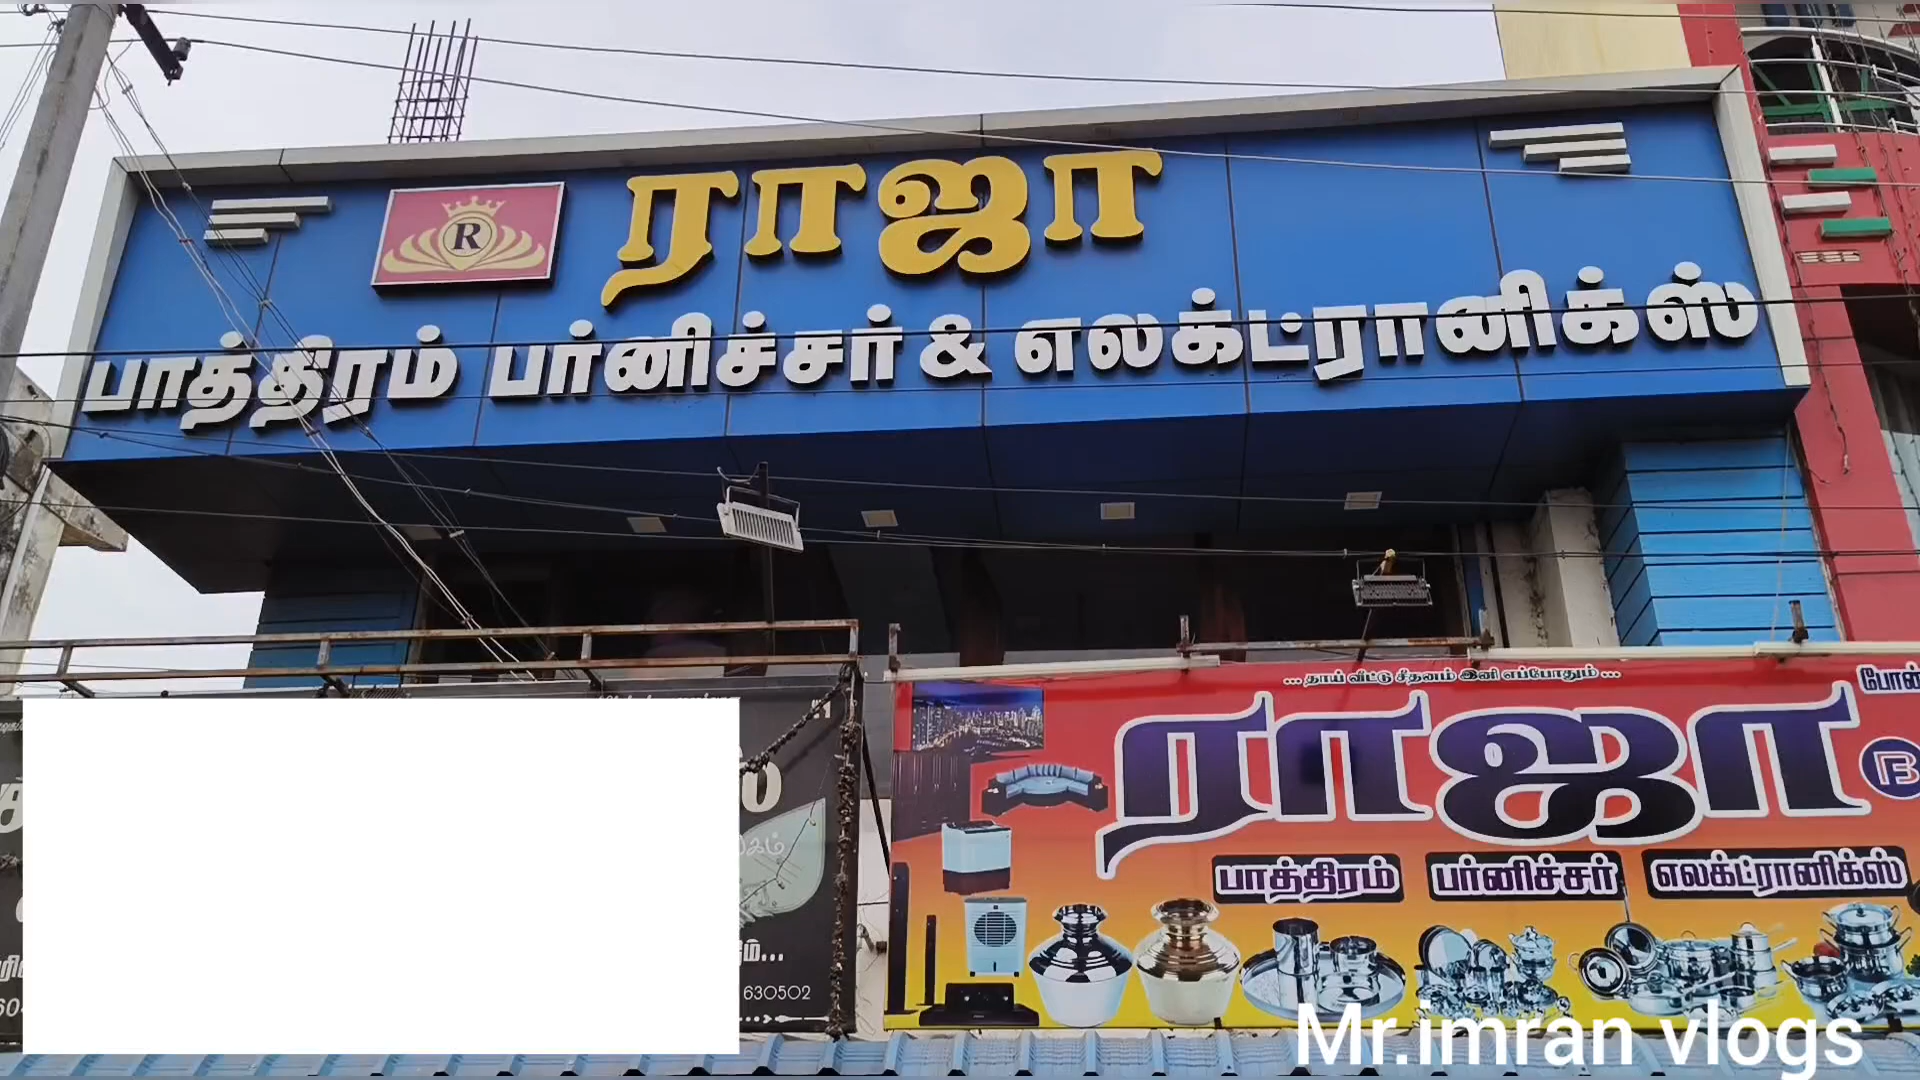 ராஜா
R
பாத்திரம் பர்னிச்சர் & எலக்ட்ரானிக்ஸ்
... தாய் வீட்டு சீதனம் இனி எப்போதும் ...
ராஜா
பாத்திரம் பர்னிச்சர் எலக்ட்ரானிக்ஸ்
630502
Mr.imran vlogs